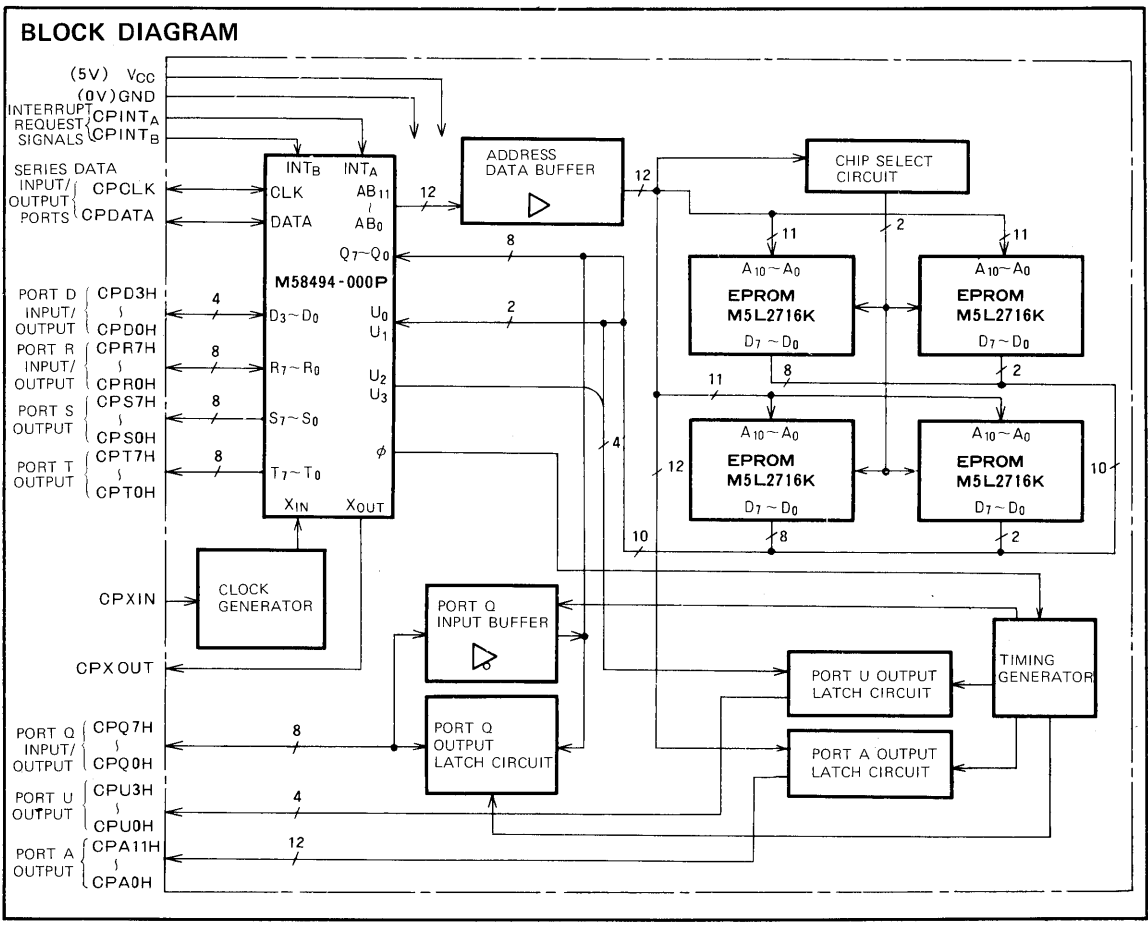 BLOCK DIAGRAM
(5V) VCC
(0V) GND
INTERRUPT REQUEST SIGNALS
CPINTA
CPINTB
SERIES DATA INPUT/ OUTPUT PORTS
CPCLK
CPDATA
PORT D INPUT/ OUTPUT
CPD3H
~
CPD0H
4
PORT R INPUT/ OUTPUT
CPR7H
~
CPR0H
8
PORT S OUTPUT
CPS7H
~
CPS0H
8
PORT T OUTPUT
CPT7H
~
CPT0H
8
INTB INTA
CLK AB11
~
DATA AB0
Q7~Q0
M58494-000P
D3~D0 U0
U1
R7~R0 U2
U3
S7~S0
φ
T7~T0
XIN XOUT
12
ADDRESS
DATA BUFFER
12
CHIP SELECT
CIRCUIT
2
8
2
4
11
11
A10~A0
EPROM
M5L2716K
D7~D0
A10~A0
EPROM
M5L2716K
D7~D0
8
2
11
12
A10~A0
EPROM
M5L2716K
D7~D0
A10~A0
EPROM
M5L2716K
D7~D0
10
10
8
2
CPXIN
CLOCK
GENERATOR
CPXOUT
PORT Q
INPUT BUFFER
PORT Q
OUTPUT
LATCH CIRCUIT
PORT U OUTPUT
LATCH CIRCUIT
PORT A OUTPUT
LATCH CIRCUIT
TIMING
GENERATOR
PORT Q INPUT/ OUTPUT
CPQ7H
~
CPQ0H
8
PORT U OUTPUT
CPU3H
~
CPU0H
4
PORT A OUTPUT
CPA11H
~
CPA0H
12